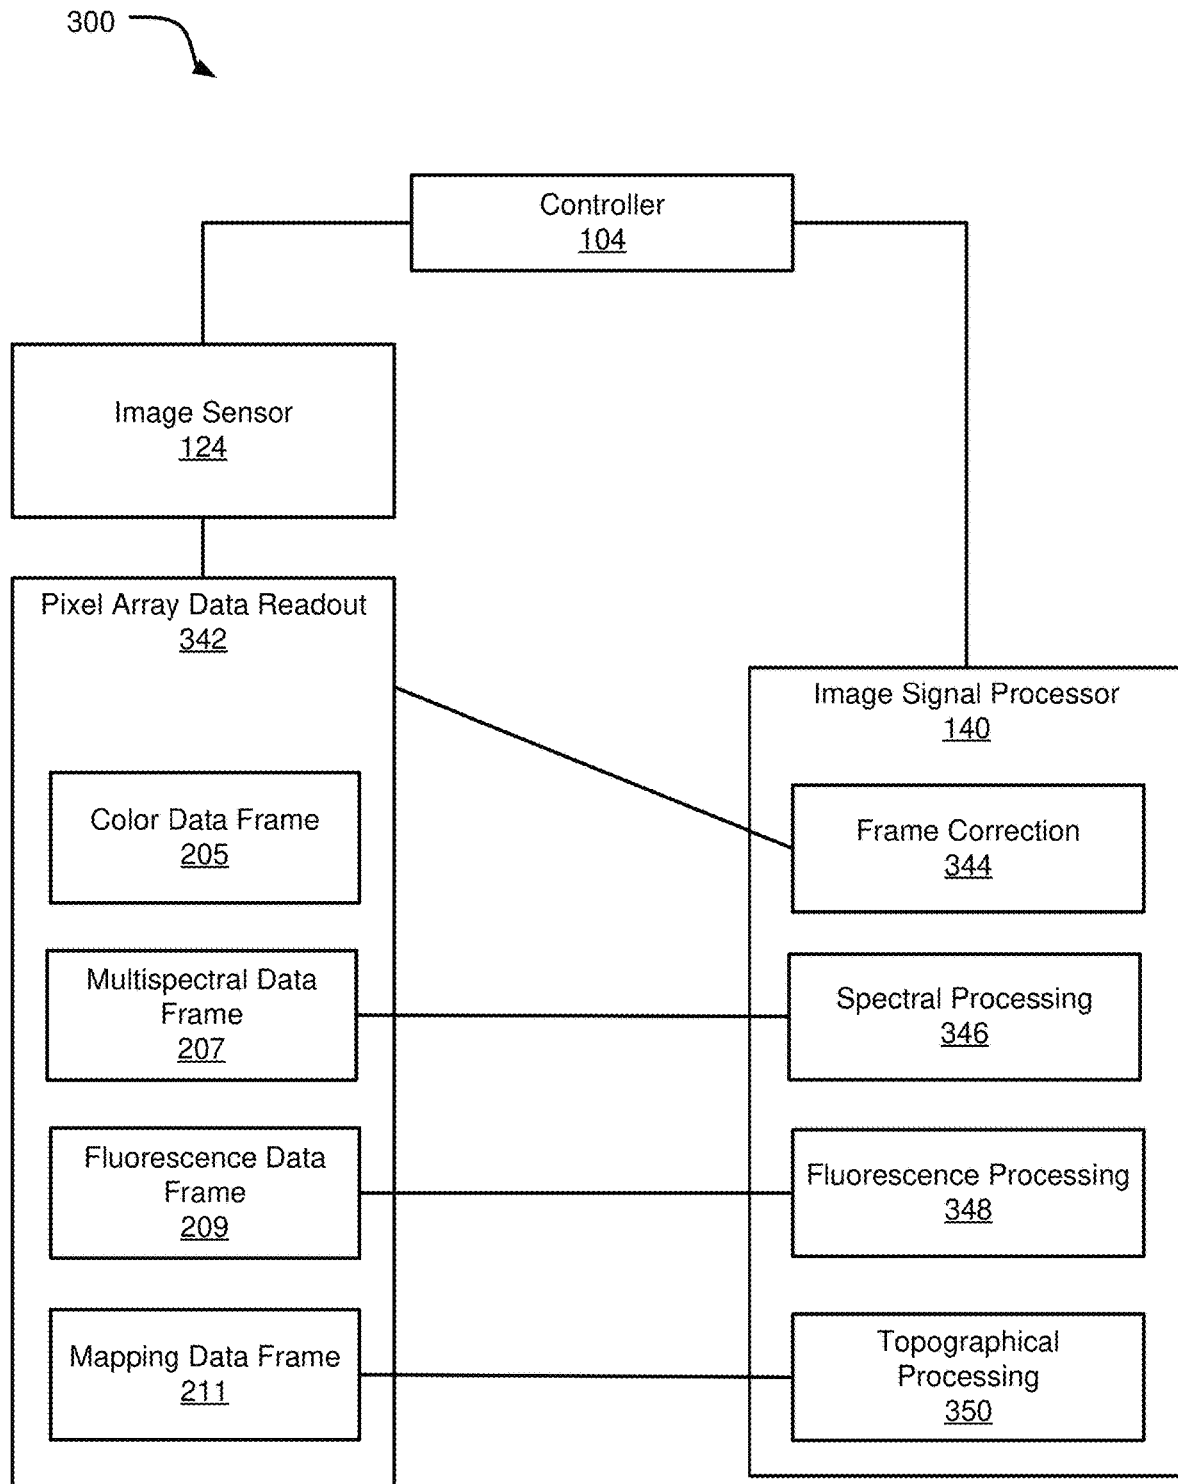 300
Controller
104
Image Sensor
124
Pixel Array Data Readout
342
Color Data Frame
205
Multispectral Data
Frame
207
Fluorescence Data
Frame
209
Mapping Data Frame
211
Image Signal Processor
140
Frame Correction
344
Spectral Processing
346
Fluorescence Processing
348
Topographical
Processing
350